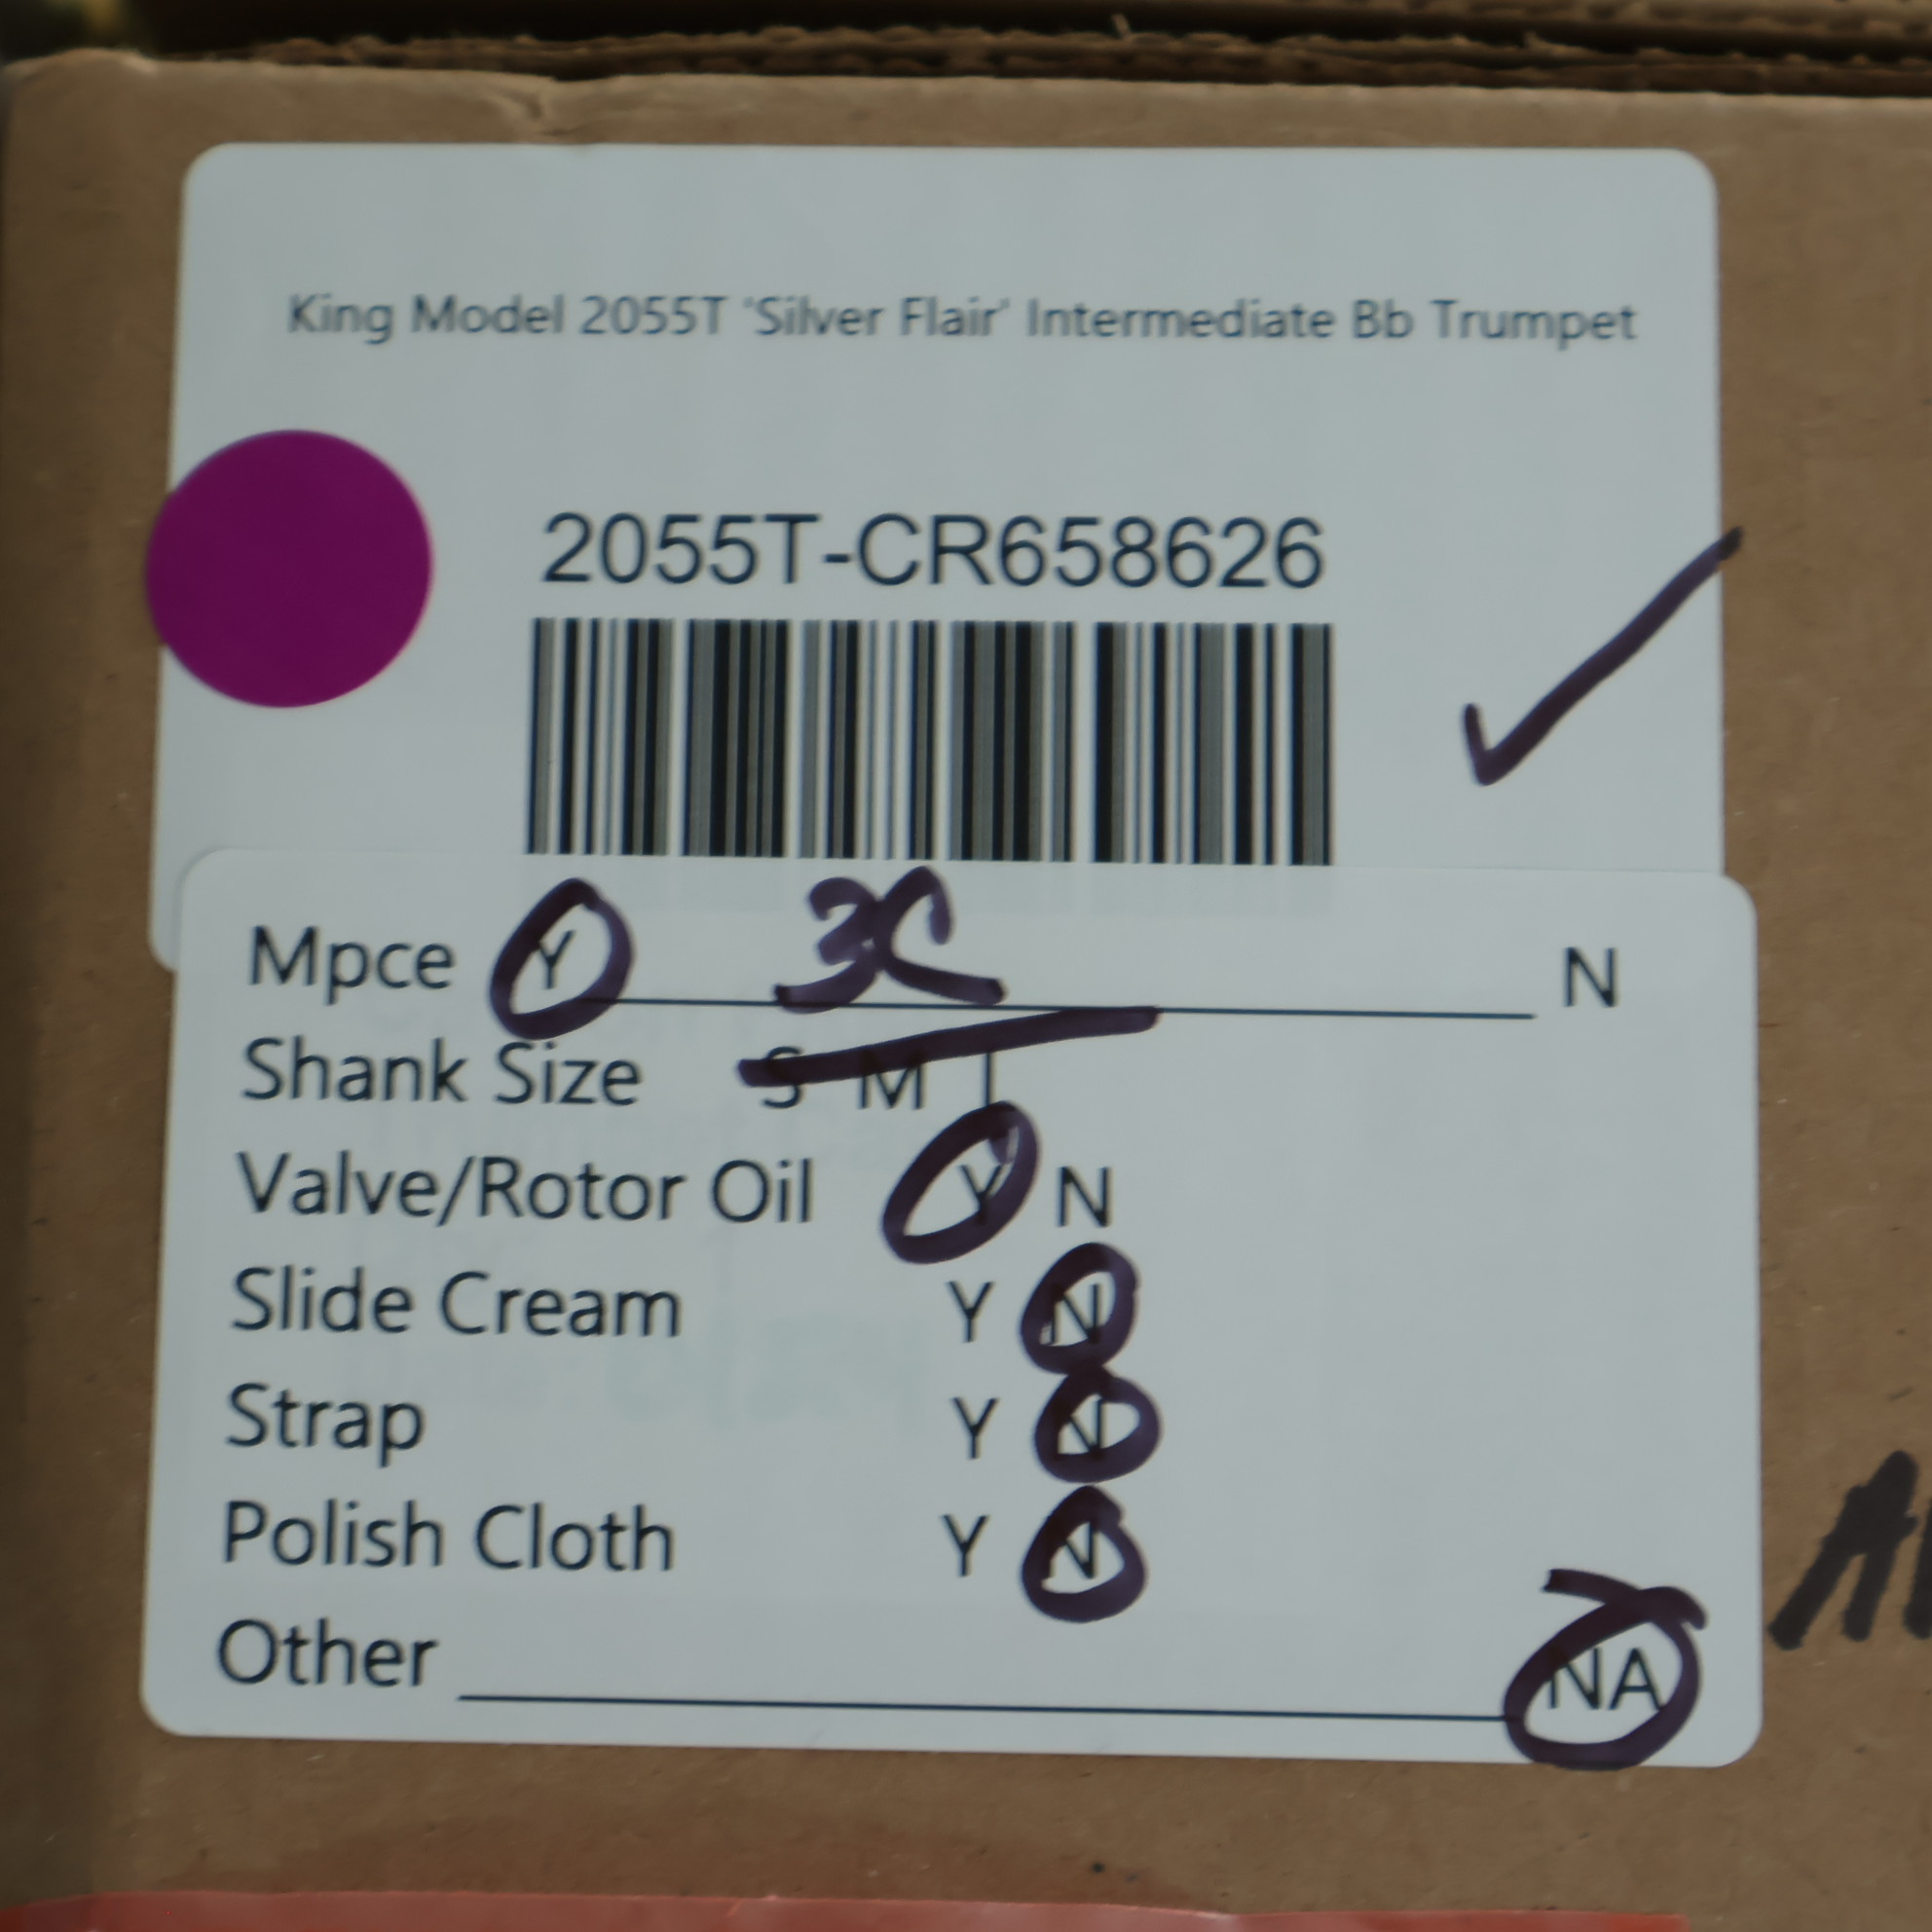 King Model 2055T 'Silver Flair' Intermediate Bb Trumpet
2055T-CR658626
Mpce Y 3C N
Shank Size S M L
Valve/Rotor Oil Y N
Slide Cream Y N
Strap Y N
Polish Cloth Y N
Other NA